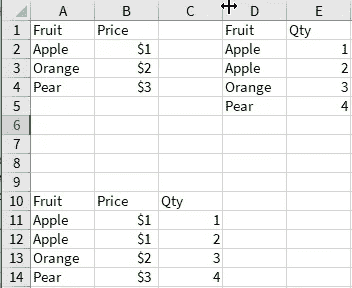 A B C D E
1 Fruit Price Fruit Qty
2 Apple $1 Apple 1
3 Orange $2 Apple 2
4 Pear $3 Orange 3
5 Pear 4
6
7
8
9
10 Fruit Price Qty
11 Apple $1 1
12 Apple $1 2
13 Orange $2 3
14 Pear $3 4